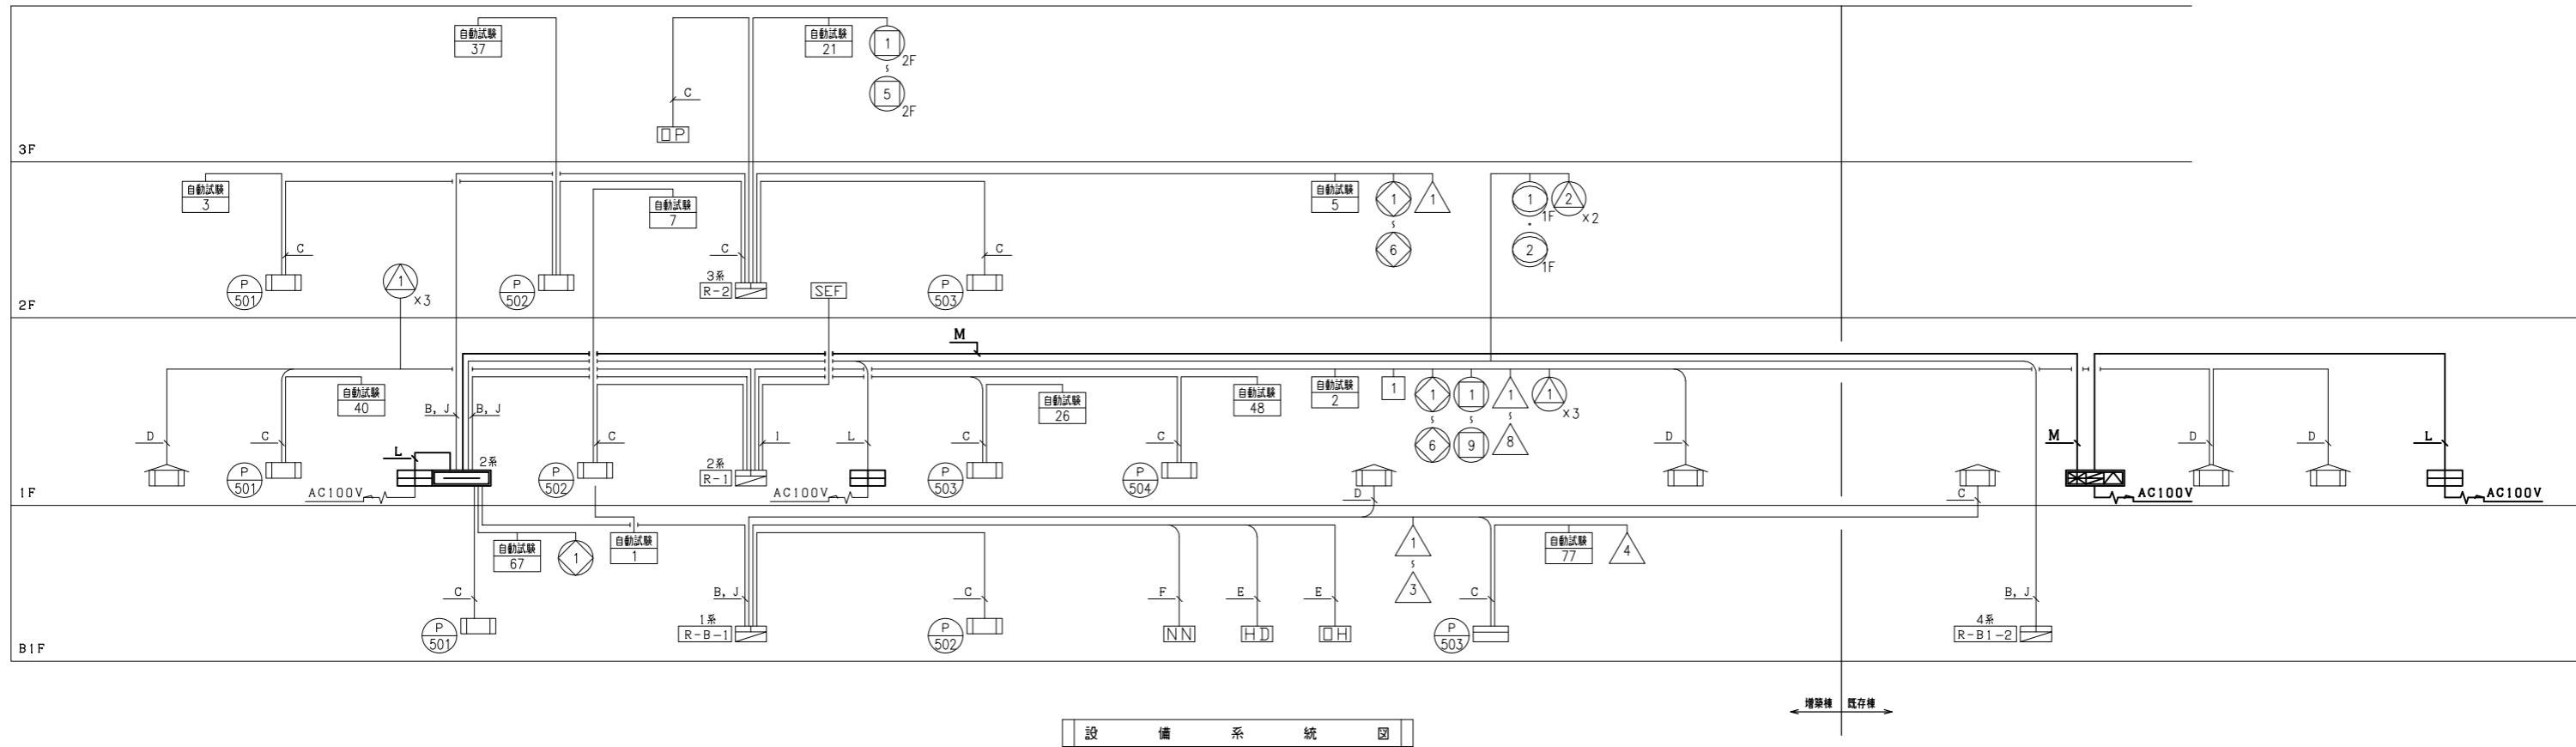 自動試験
37
自動試験
21
1
2F
5
2F
C
OP
3F
自動試験
3
自動試験
7
自動試験
5
1
6
1
1
1F
2
1F
2
x2
C
C
C
P
501
1
x3
P
502
3系
R-2
SEF
P
503
2F
M
自動試験
40
自動試験
26
自動試験
48
自動試験
2
1
1
6
1
9
1
8
1
x3
D
C
B, J
B, J
C
I
L
C
C
D
M
D
D
L
L
2系
P
501
P
502
2系
R-1
P
503
P
504
AC100V
AC100V
AC100V
AC100V
1F
D
C
自動試験
67
1
自動試験
1
1
3
自動試験
77
4
C
B, J
C
F
E
E
C
B, J
P
501
1系
R-B-1
P
502
NN
HD
OH
P
503
4系
R-B1-2
B1F
増築棟 既存棟
設備系統図